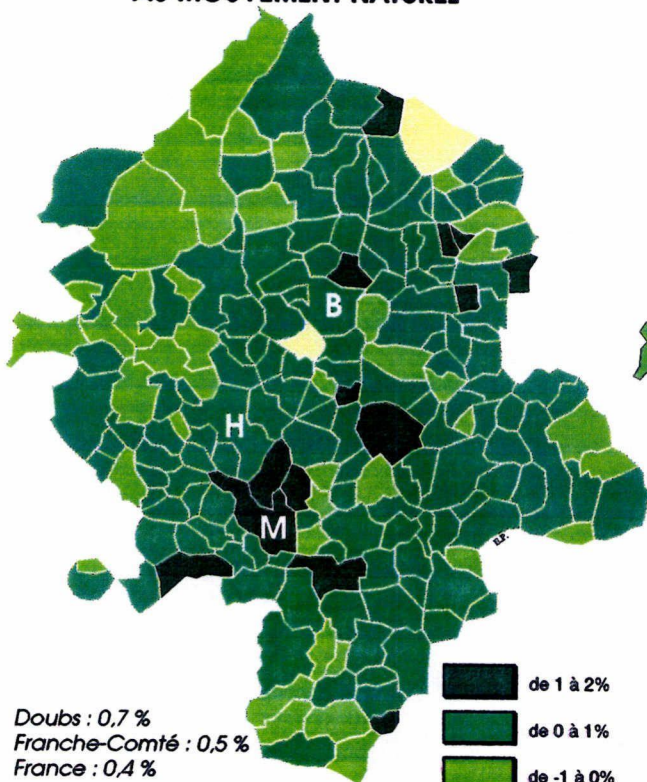 B
H
M
E.P.
de 1 à 2%
Doubs : 0,7 %
Franche-Comté : 0,5 %
France : 0,4 %
de 0 à 1%
de -1 à 0%